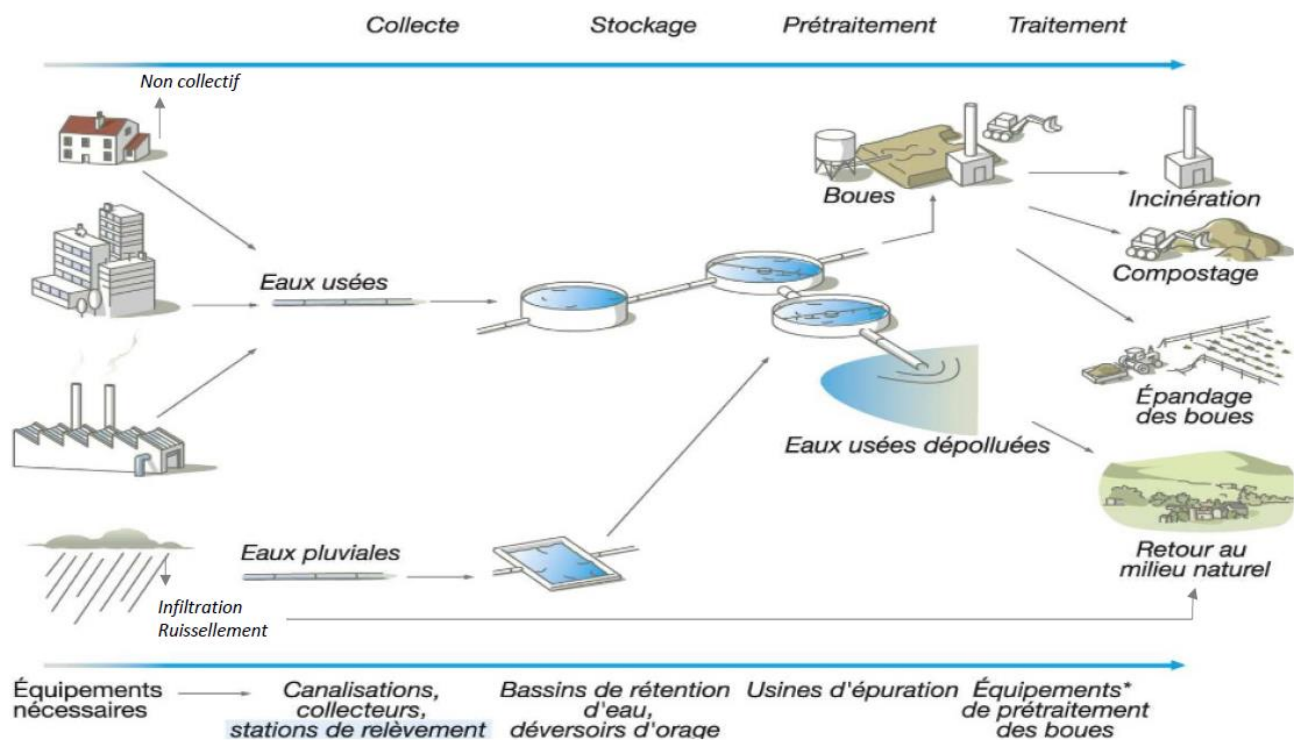 Collecte Stockage Prétraitement Traitement
Non collectif
Boues
Incinération
Compostage
Eaux usées
Épandage
des boues
Eaux usées dépolluées
Eaux pluviales
Retour au
milieu naturel
Infiltration
Ruissellement
Équipements
nécessaires
Canalisations,
collecteurs,
stations de relèvement
Bassins de rétention
d'eau,
déversoirs d'orage
Usines d'épuration
Équipements*
de prétraitement
des boues